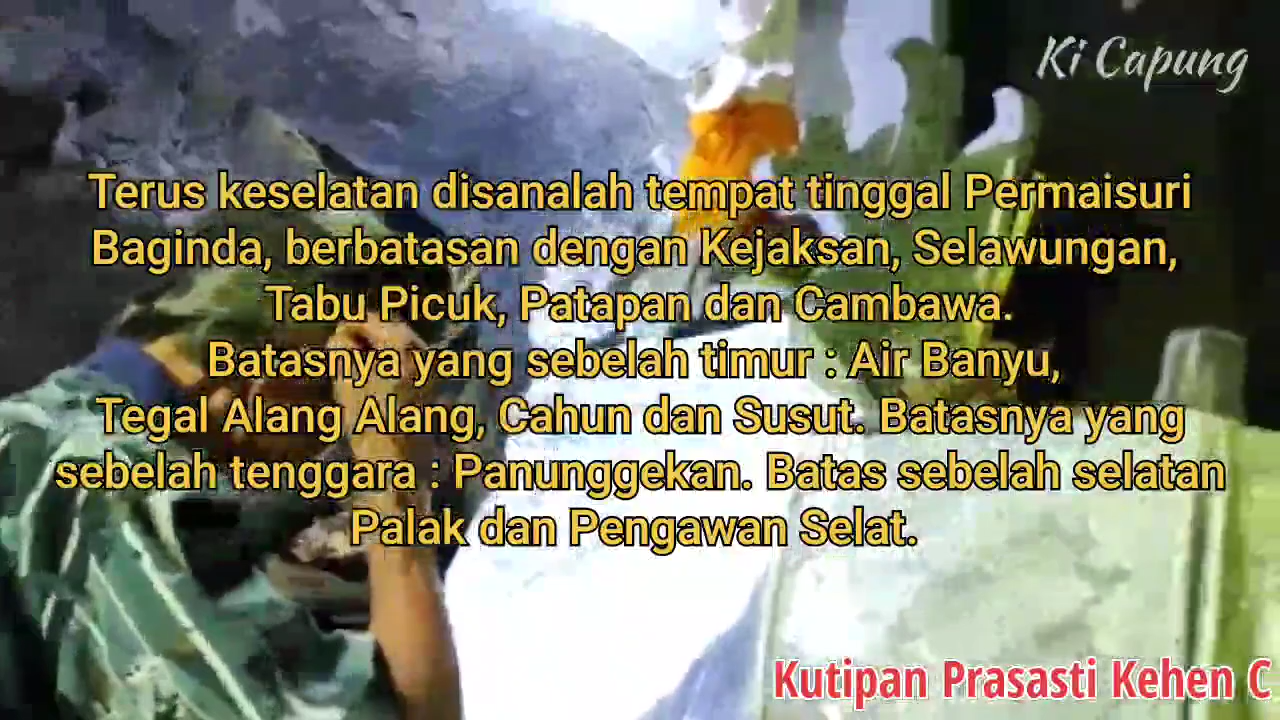 Ki Capung
Terus keselatan disanalah tempat tinggal Permaisuri
Baginda, berbatasan dengan Kejaksan, Selawungan,
Tabu Picuk, Patapan dan Cambawa.
Batasnya yang sebelah timur : Air Banyu,
Tegal Alang Alang, Cahun dan Susut. Batasnya yang
sebelah tenggara : Panunggekan. Batas sebelah selatan
Palak dan Pengawan Selat.
Kutipan Prasasti Kehen C